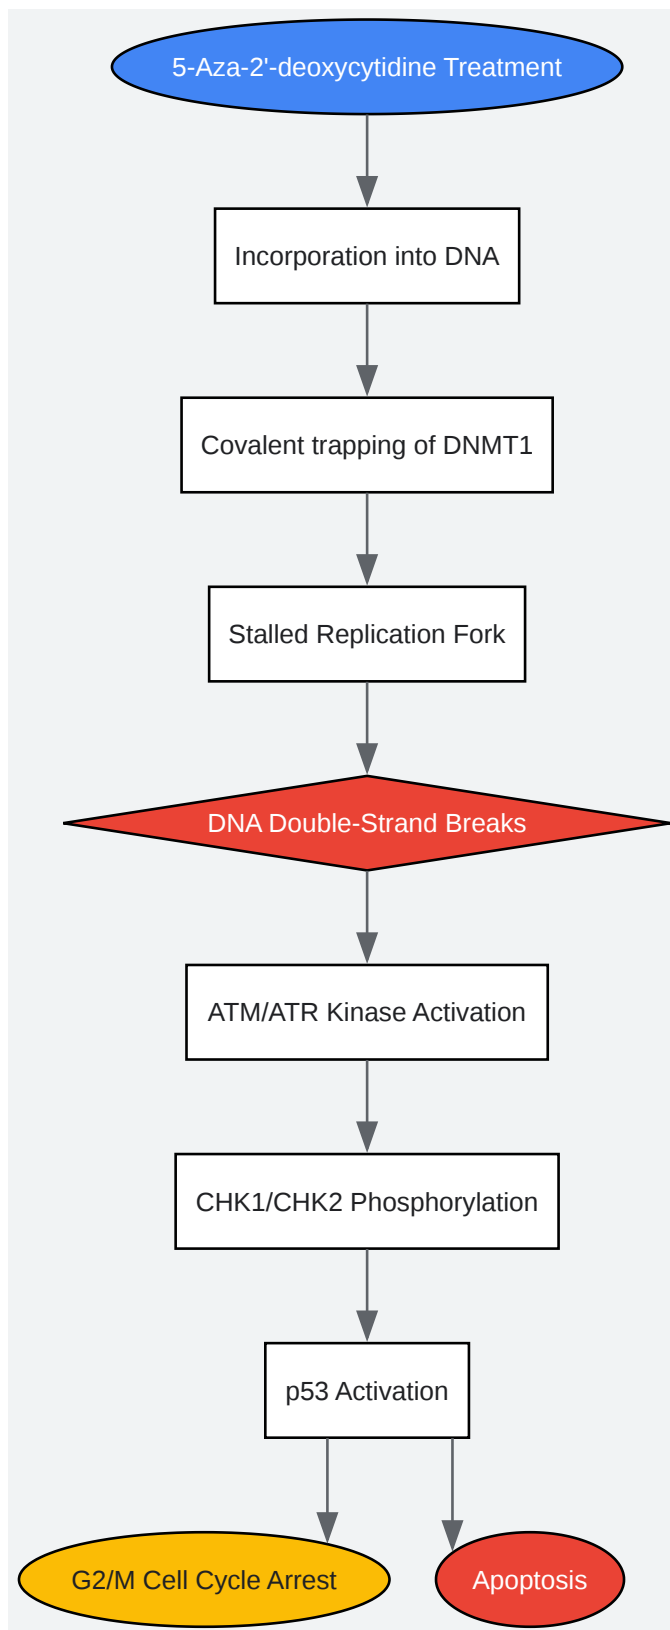 5-Aza-2'-deoxycytidine Treatment
Incorporation into DNA
Covalent trapping of DNMT1
Stalled Replication Fork
DNA Double-Strand Breaks
ATM/ATR Kinase Activation
CHK1/CHK2 Phosphorylation
p53 Activation
G2/M Cell Cycle Arrest
Apoptosis